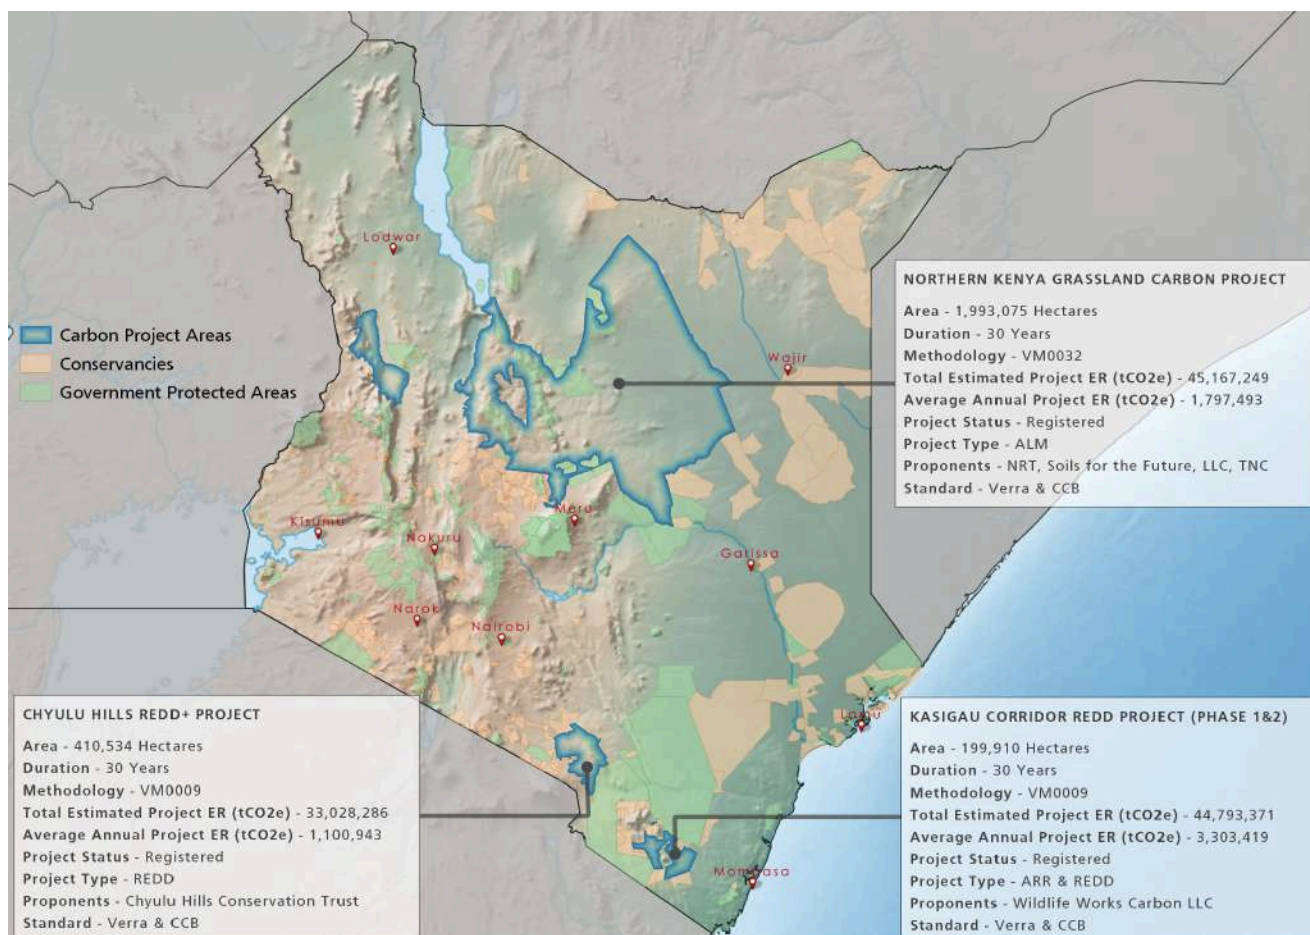 Lodwar
NORTHERN KENYA GRASSLAND CARBON PROJECT
Area - 1,993,075 Hectares
Duration - 30 Years
Methodology - VM0032
Total Estimated Project ER (tCO2e) - 45,167,249
Average Annual Project ER (tCO2e) - 1,797,493
Project Status - Registered
Project Type - ALM
Proponents - NRT, Soils for the Future, LLC, TNC
Standard - Verra & CCB
Carbon Project Areas
Conservancies
Government Protected Areas
Wajir
Meru
Kisumu
Nakuru
Garissa
Narok
Nairobi
Lamu
Mombasa
CHYULU HILLS REDD+ PROJECT
Area - 410,534 Hectares
Duration - 30 Years
Methodology - VM0009
Total Estimated Project ER (tCO2e) - 33,028,286
Average Annual Project ER (tCO2e) - 1,100,943
Project Status - Registered
Project Type - REDD
Proponents - Chyulu Hills Conservation Trust
Standard - Verra & CCB
KASIGAU CORRIDOR REDD PROJECT (PHASE 1&2)
Area - 199,910 Hectares
Duration - 30 Years
Methodology - VM0009
Total Estimated Project ER (tCO2e) - 44,793,371
Average Annual Project ER (tCO2e) - 3,303,419
Project Status - Registered
Project Type - ARR & REDD
Proponents - Wildlife Works Carbon LLC
Standard - Verra & CCB